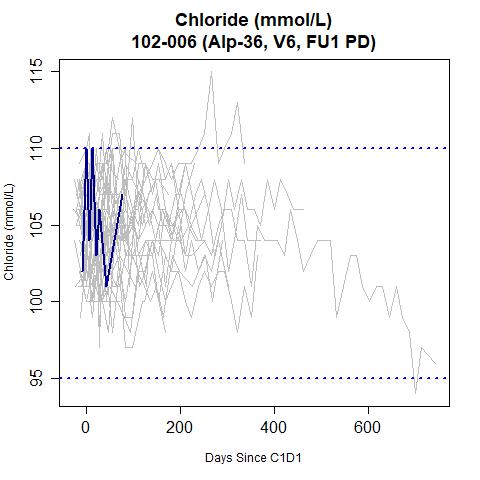 Chloride (mmol/L)
102-006 (Alp-36, V6, FU1 PD)
Chloride (mmol/L)
115
110
105
100
95
0
200
400
600
Days Since C1D1